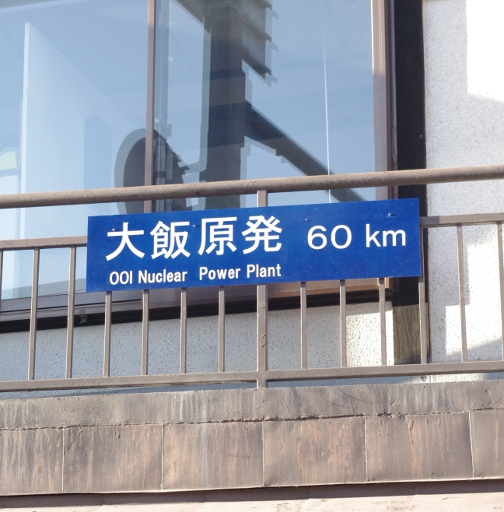 大飯原発 60 km
OOI Nuclear Power Plant